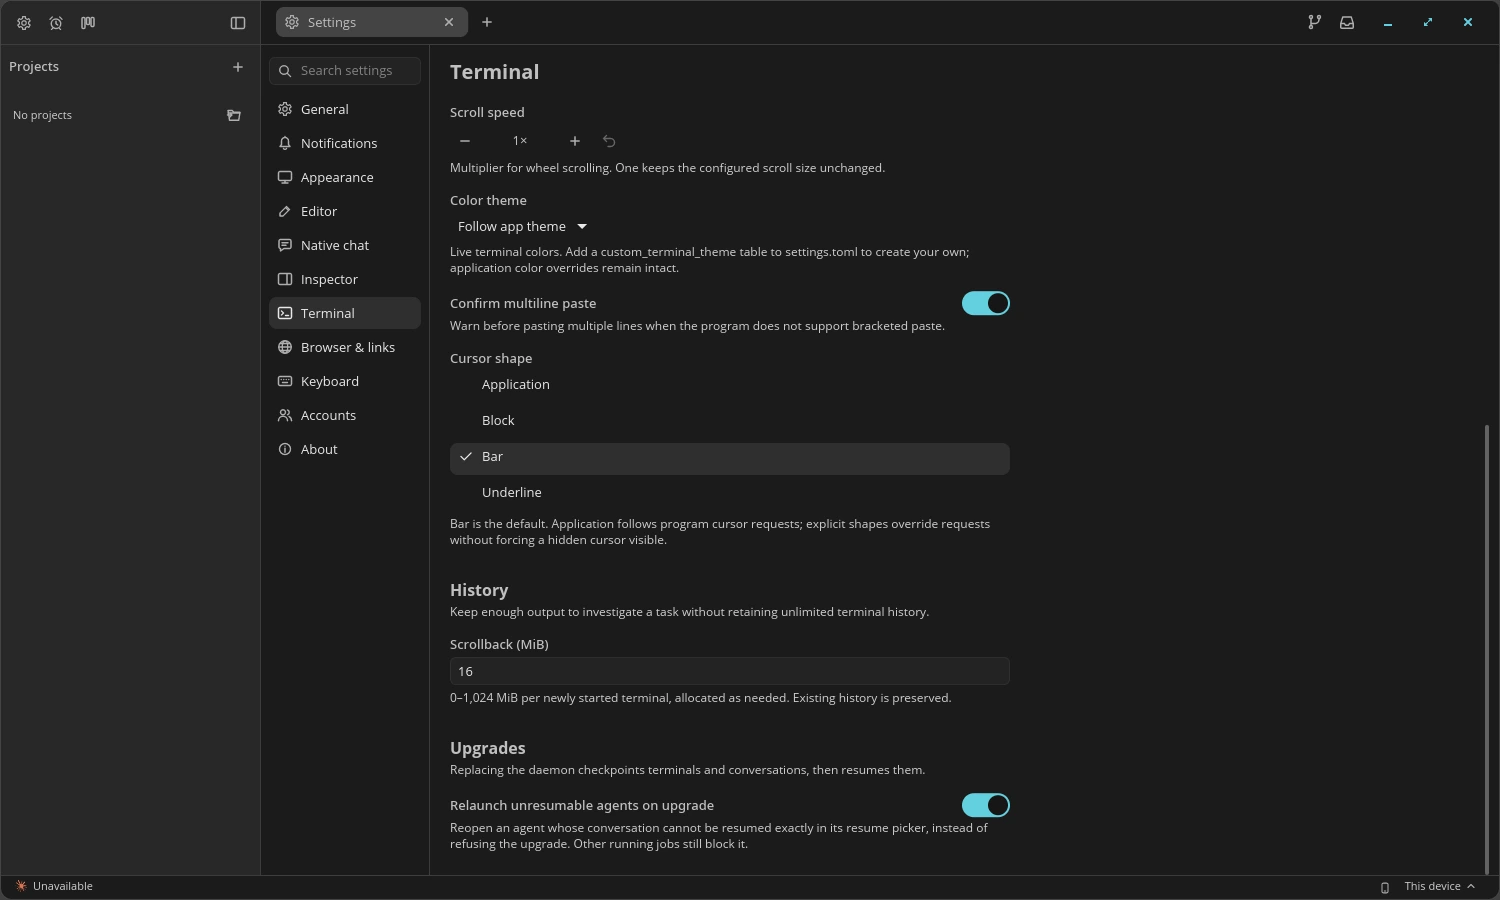 Settings
Projects
No projects
Search settings
General
Notifications
Appearance
Editor
Native chat
Inspector
Terminal
Browser & links
Keyboard
Accounts
About
Terminal
Scroll speed
1×
Multiplier for wheel scrolling. One keeps the configured scroll size unchanged.
Color theme
Follow app theme
Live terminal colors. Add a custom_terminal_theme table to settings.toml to create your own;
application color overrides remain intact.
Confirm multiline paste
Warn before pasting multiple lines when the program does not support bracketed paste.
Cursor shape
Application
Block
Bar
Underline
Bar is the default. Application follows program cursor requests; explicit shapes override requests
without forcing a hidden cursor visible.
History
Keep enough output to investigate a task without retaining unlimited terminal history.
Scrollback (MiB)
16
0–1,024 MiB per newly started terminal, allocated as needed. Existing history is preserved.
Upgrades
Replacing the daemon checkpoints terminals and conversations, then resumes them.
Relaunch unresumable agents on upgrade
Reopen an agent whose conversation cannot be resumed exactly in its resume picker, instead of
refusing the upgrade. Other running jobs still block it.
Unavailable
This device